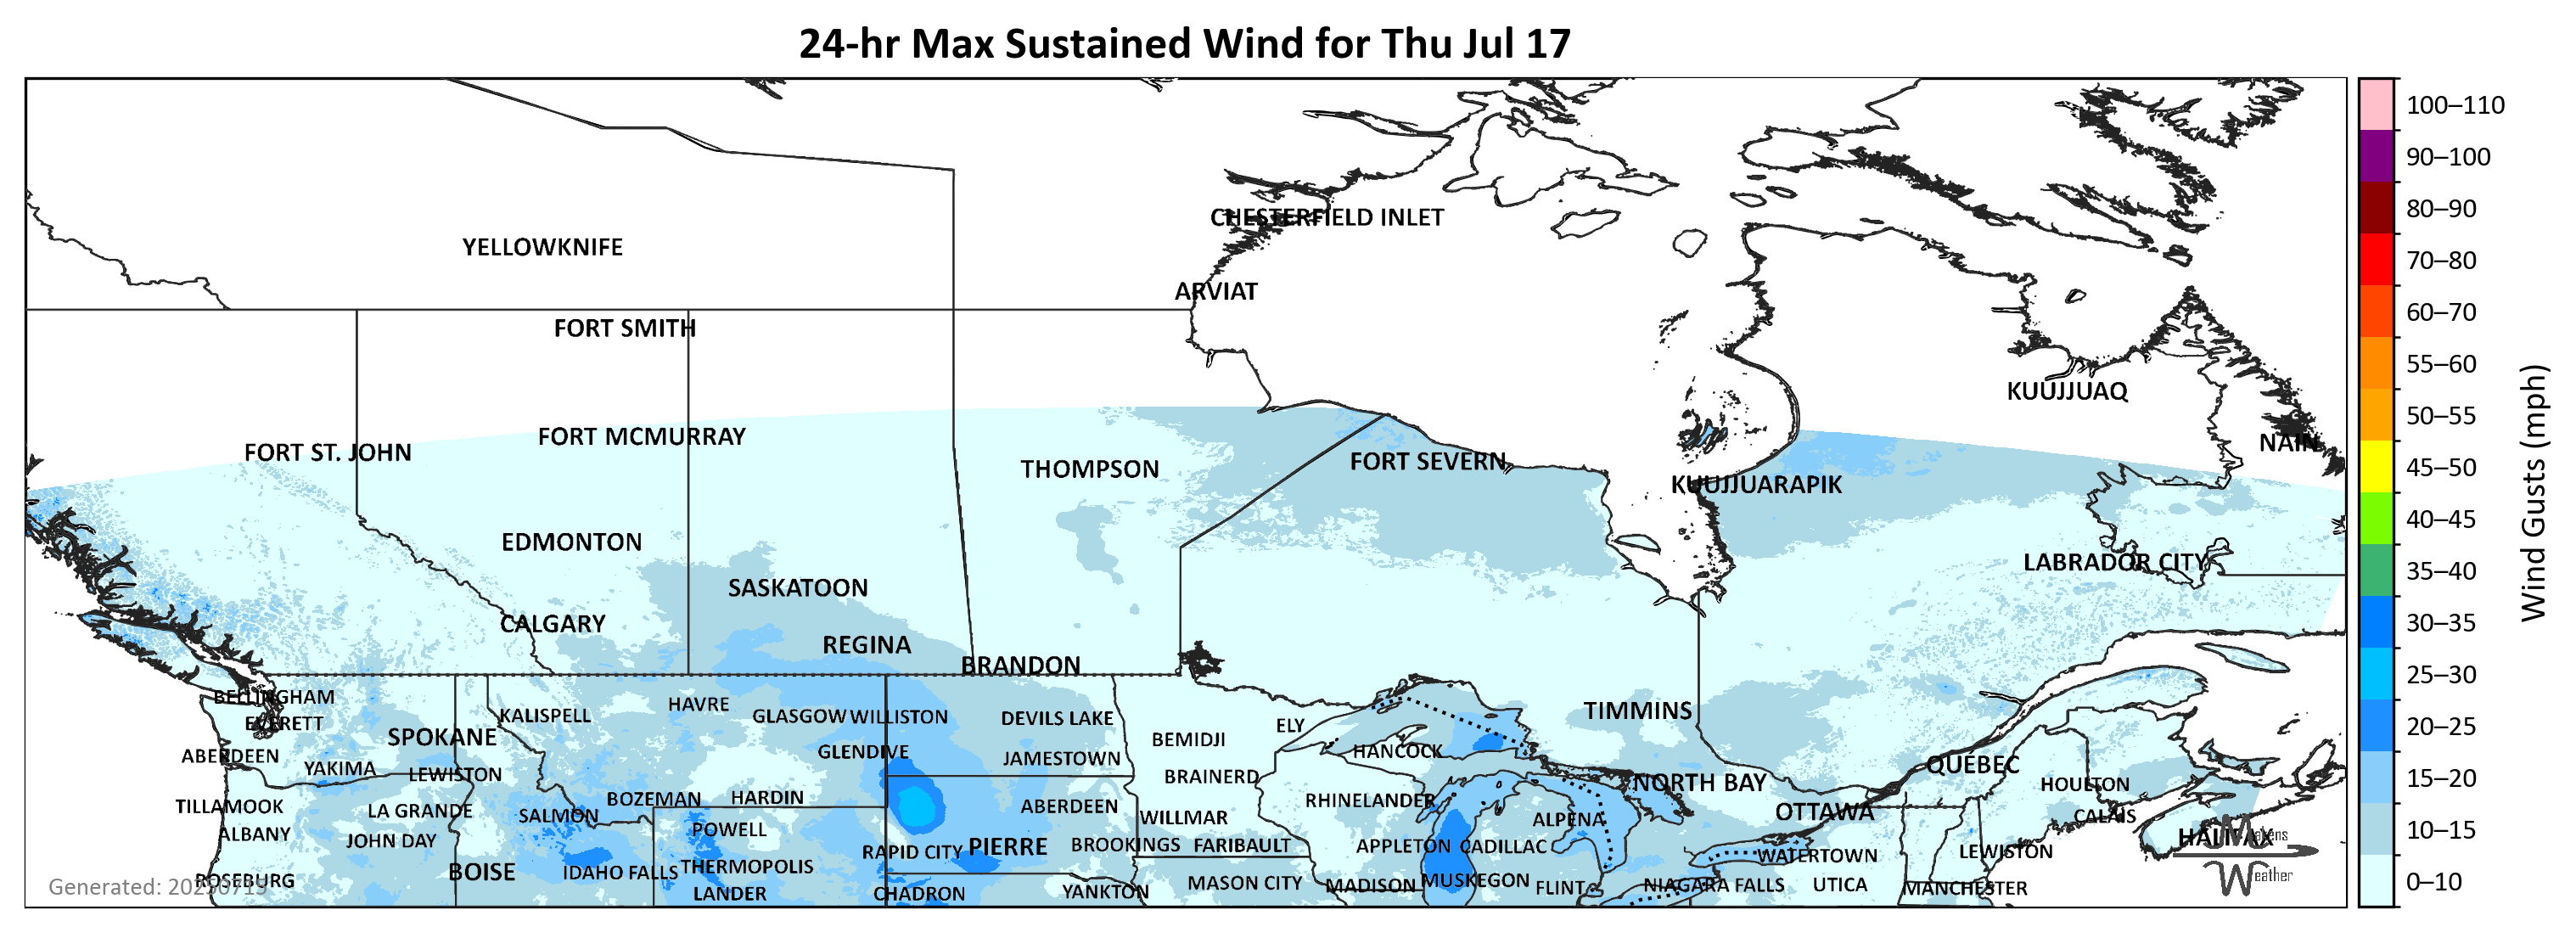 24-hr Max Sustained Wind for Thu Jul 17
100–110
90–100
80–90
70–80
60–70
55–60
50–55
45–50
40–45
35–40
30–35
25–30
20–25
15–20
10–15
0–10
Wind Gusts (mph)
CHESTERFIELD INLET
YELLOWKNIFE
ARVIAT
FORT SMITH
KUUJJUAQ
FORT MCMURRAY
NAIN
FORT ST. JOHN
FORT SEVERN
THOMPSON
KUUJJUARAPIK
EDMONTON
LABRADOR CITY
SASKATOON
CALGARY
REGINA
BRANDON
BELLINGHAM
HAVRE
TIMMINS
KALISPELL
GLASGOW
WILLISTON
DEVILS LAKE
EVERETT
ELY
SPOKANE
BEMIDJI
HANCOCK
GLENDIVE
ABERDEEN
JAMESTOWN
QUÉBEC
YAKIMA
LEWISTON
BRAINERD
NORTH BAY
HOULTON
BOZEMAN
HARDIN
RHINELANDER
TILLAMOOK
ABERDEEN
LA GRANDE
OTTAWA
SALMON
CALAIS
WILLMAR
ALPENA
POWELL
ALBANY
HALIFAX
JOHN DAY
BROOKINGS
FARIBAULT
APPLETON
CADILLAC
PIERRE
RAPID CITY
LEWISTON
WATERTOWN
THERMOPOLIS
BOISE
IDAHO FALLS
ROSEBURG
MUSKEGON
MASON CITY
MADISON
NIAGARA FALLS
UTICA
FLINT
MANCHESTER
YANKTON
LANDER
CHADRON
Makens
Weather
Generated: 20250715